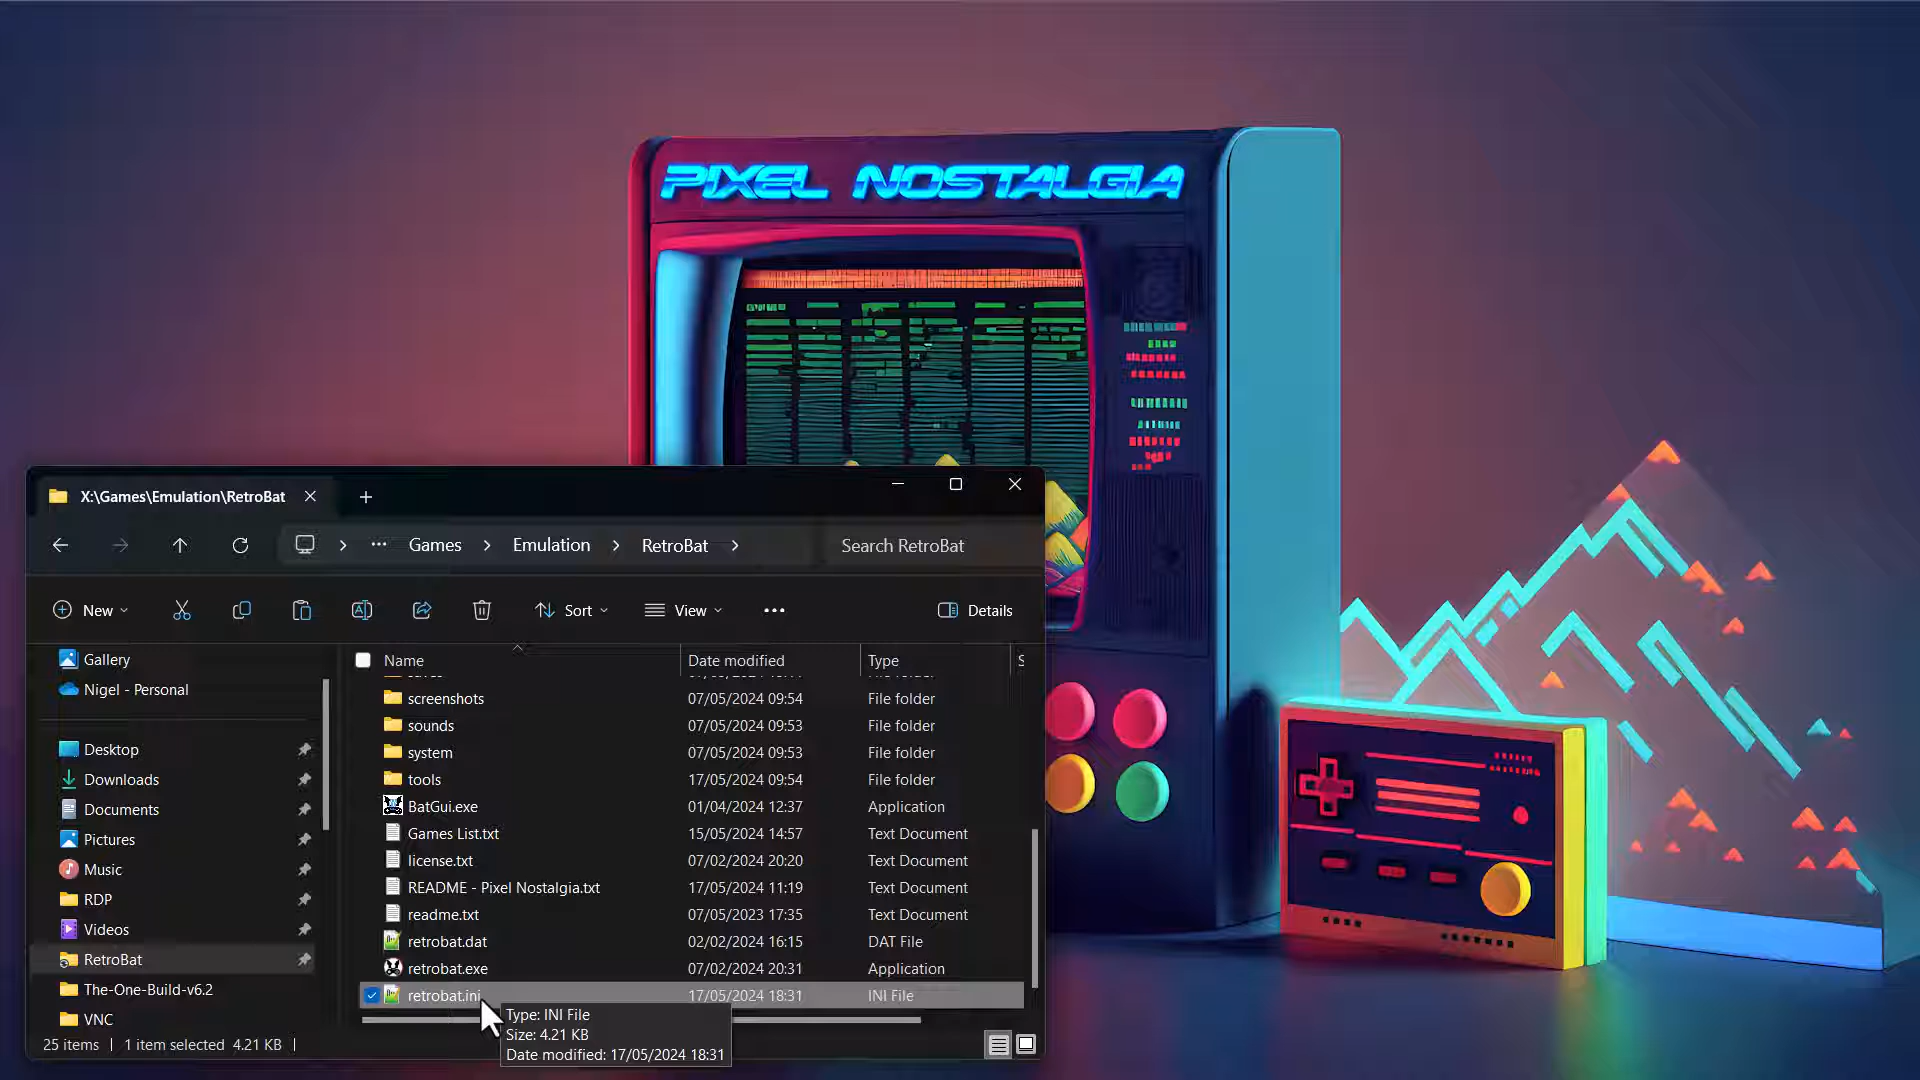 PIXEL NOSTALGIA
X:\Games\Emulation\RetroBat
Games
Emulation
RetroBat
Search RetroBat
New
Sort
View
Details
Gallery
Nigel - Personal
Desktop
Downloads
Documents
Pictures
Music
RDP
Videos
RetroBat
The-One-Build-v6.2
VNC
Name Date modified Type S
screenshots 07/05/2024 09:54 File folder
sounds 07/05/2024 09:53 File folder
system 07/05/2024 09:53 File folder
tools 17/05/2024 09:54 File folder
BatGui.exe 01/04/2024 12:37 Application
Games List.txt 15/05/2024 14:57 Text Document
license.txt 07/02/2024 20:20 Text Document
README - Pixel Nostalgia.txt 17/05/2024 11:19 Text Document
readme.txt 07/05/2023 17:35 Text Document
retrobat.dat 02/02/2024 16:15 DAT File
retrobat.exe 07/02/2024 20:31 Application
retrobat.ini 17/05/2024 18:31 INI File
Type: INI File
Size: 4.21 KB
Date modified: 17/05/2024 18:31
25 items 1 item selected 4.21 KB